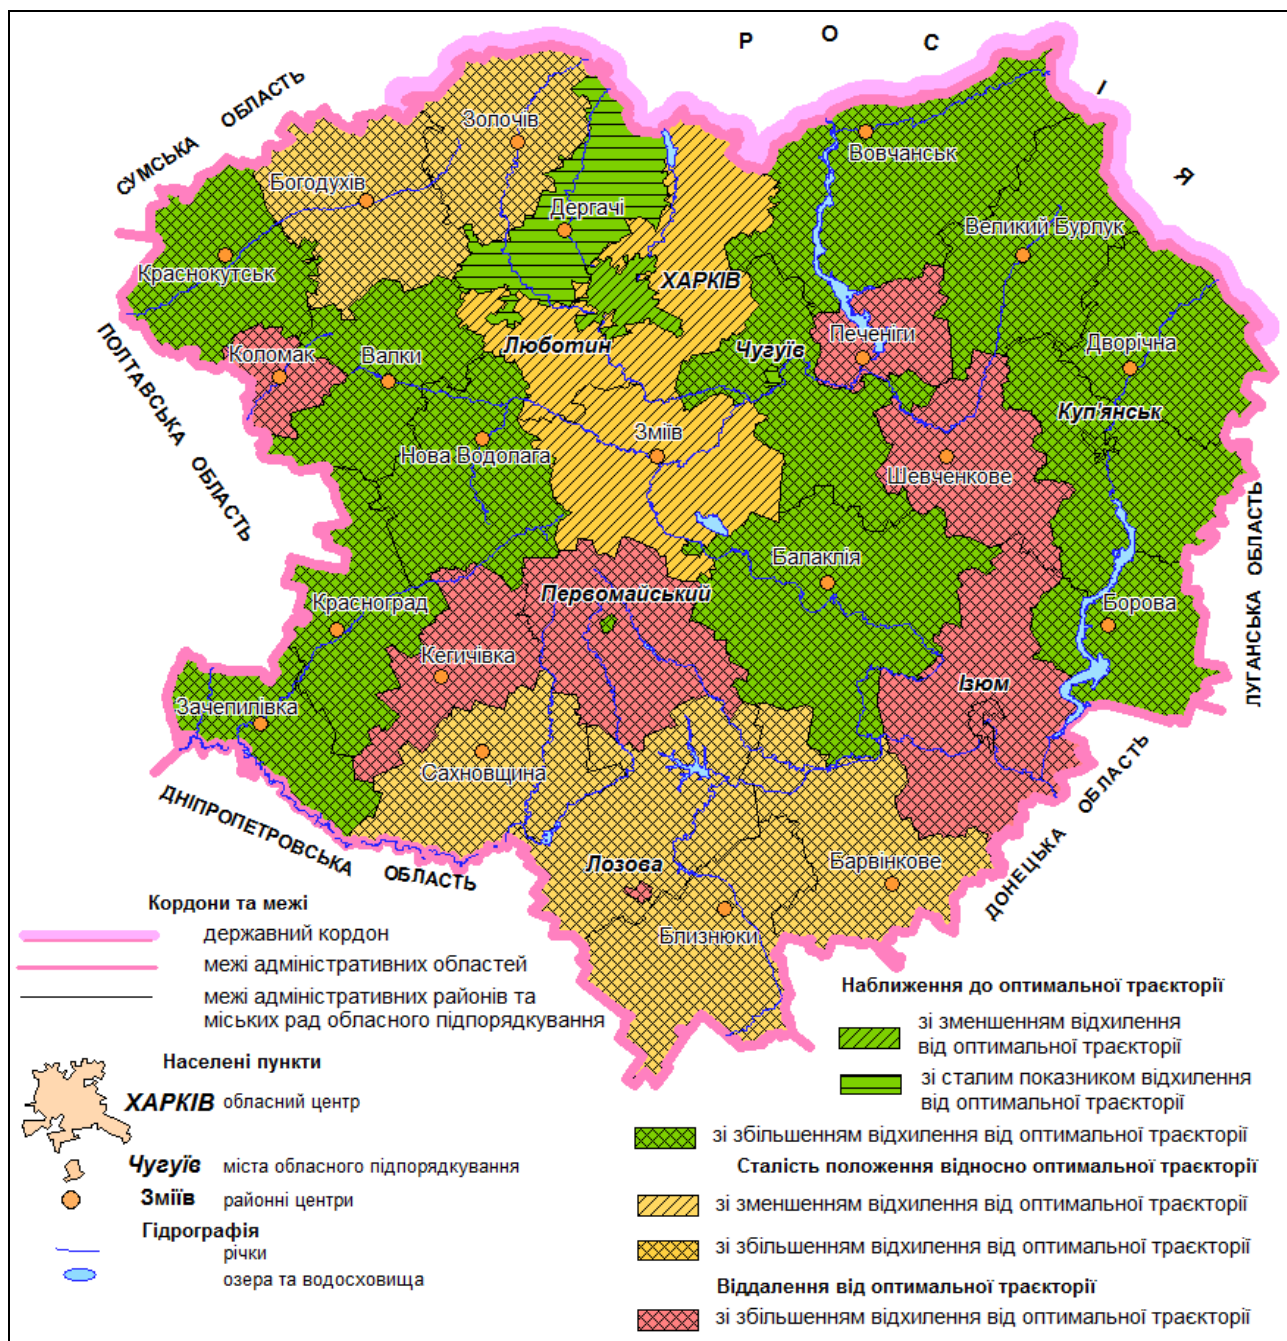 Р О С І Я
СУМСЬКА ОБЛАСТЬ
Золочів
Вовчанськ
Богодухів
Дергачі
Великий Бурлук
Краснокутськ
ХАРКІВ
ПОЛТАВСЬКА ОБЛАСТЬ
Коломак
Валки
Люботин
Чугуїв
Печеніги
Дворічна
Куп'янськ
Зміїв
Нова Водолага
Шевченкове
ЛУГАНСЬКА ОБЛАСТЬ
Балаклія
Первомайський
Красноград
Борова
Кегичівка
Ізюм
Зачепилівка
Сахновщина
ДНІПРОПЕТРОВСЬКА ОБЛАСТЬ
ДОНЕЦЬКА ОБЛАСТЬ
Лозова
Барвінкове
Близнюки
Кордони та межі
державний кордон
межі адміністративних областей
межі адміністративних районів та
міських рад обласного підпорядкування
Населені пункти
ХАРКІВ обласний центр
Чугуїв міста обласного підпорядкування
Зміїв районні центри
Гідрографія
річки
озера та водосховища
Наближення до оптимальної траєкторії
зі зменшенням відхилення
від оптимальної траєкторії
зі сталим показником відхилення
від оптимальної траєкторії
зі збільшенням відхилення від оптимальної траєкторії
Сталість положення відносно оптимальної траєкторії
зі зменшенням відхилення від оптимальної траєкторії
зі збільшенням відхилення від оптимальної траєкторії
Віддалення від оптимальної траєкторії
зі збільшенням відхилення від оптимальної траєкторії